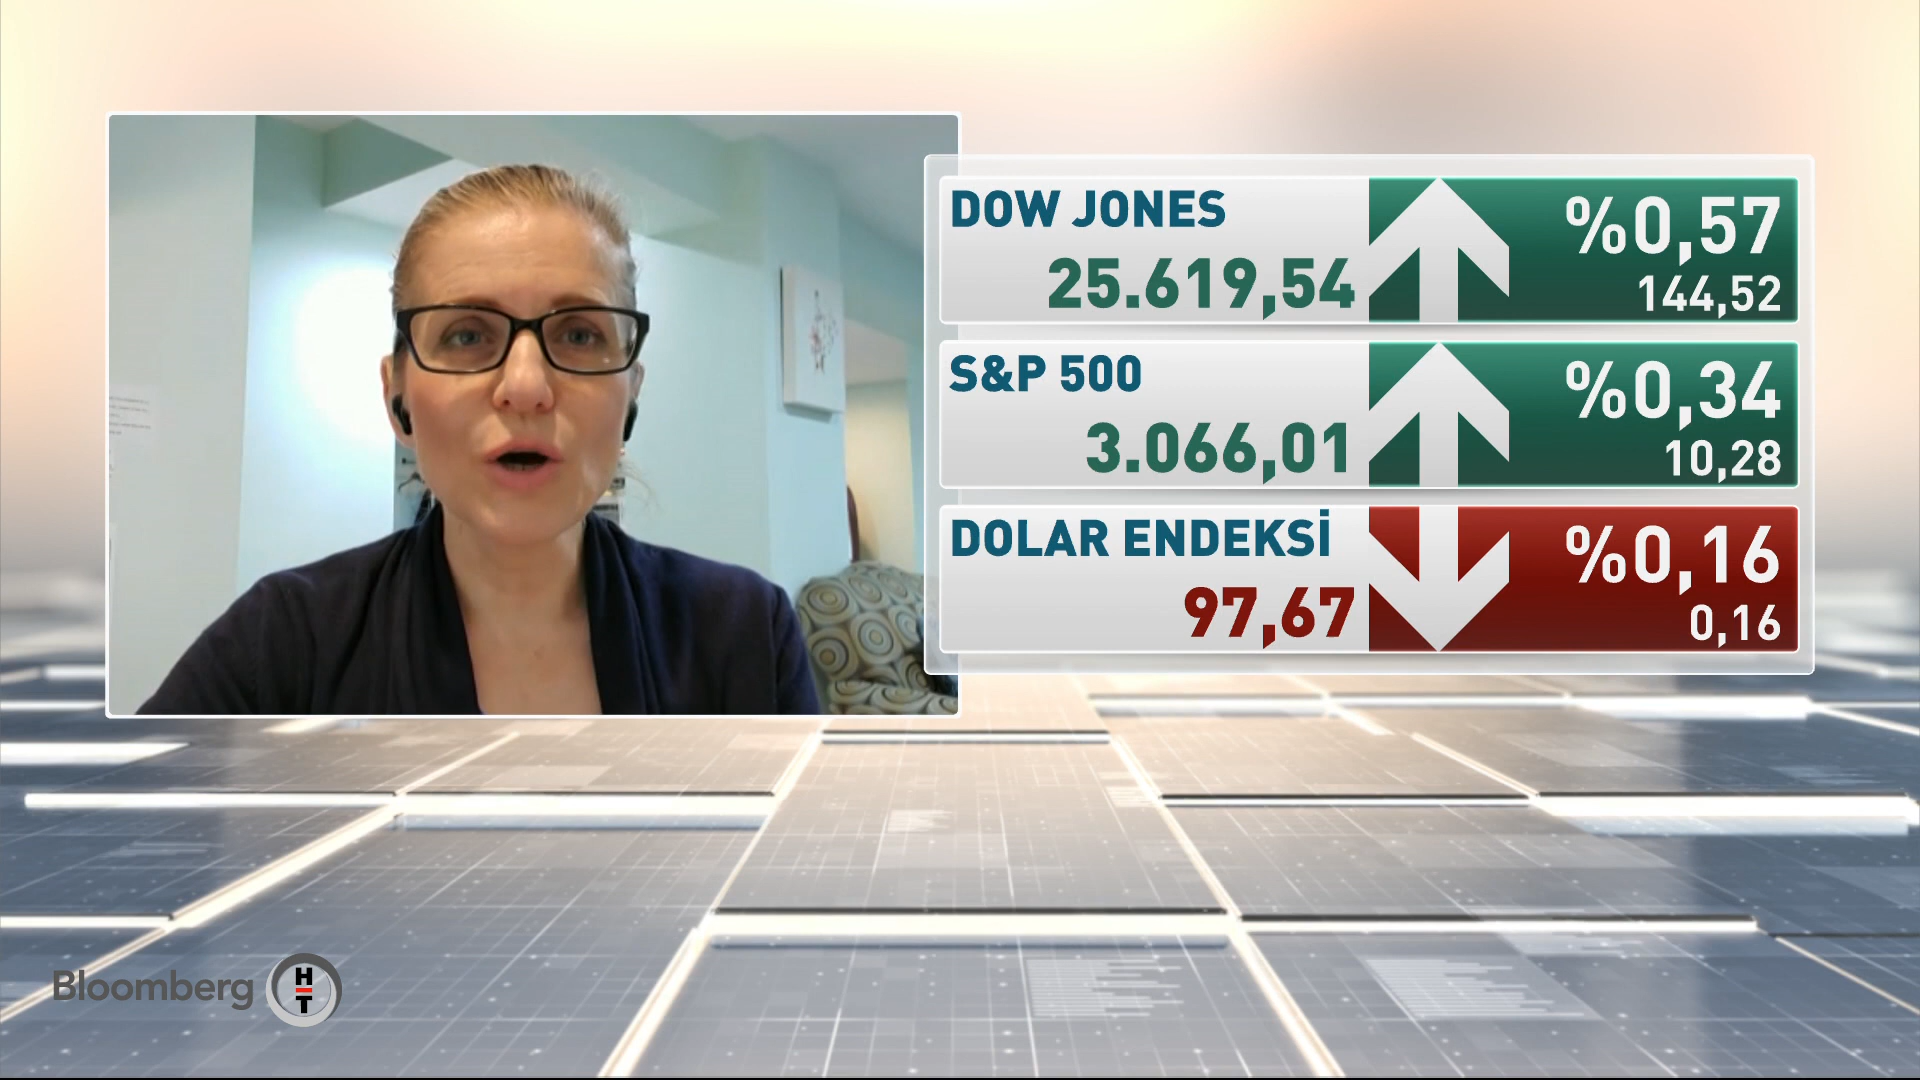 DOW JONES
25.619,54
%0,57
144,52
S&P 500
3.066,01
%0,34
10,28
DOLAR ENDEKSİ
97,67
%0,16
0,16
Bloomberg HT